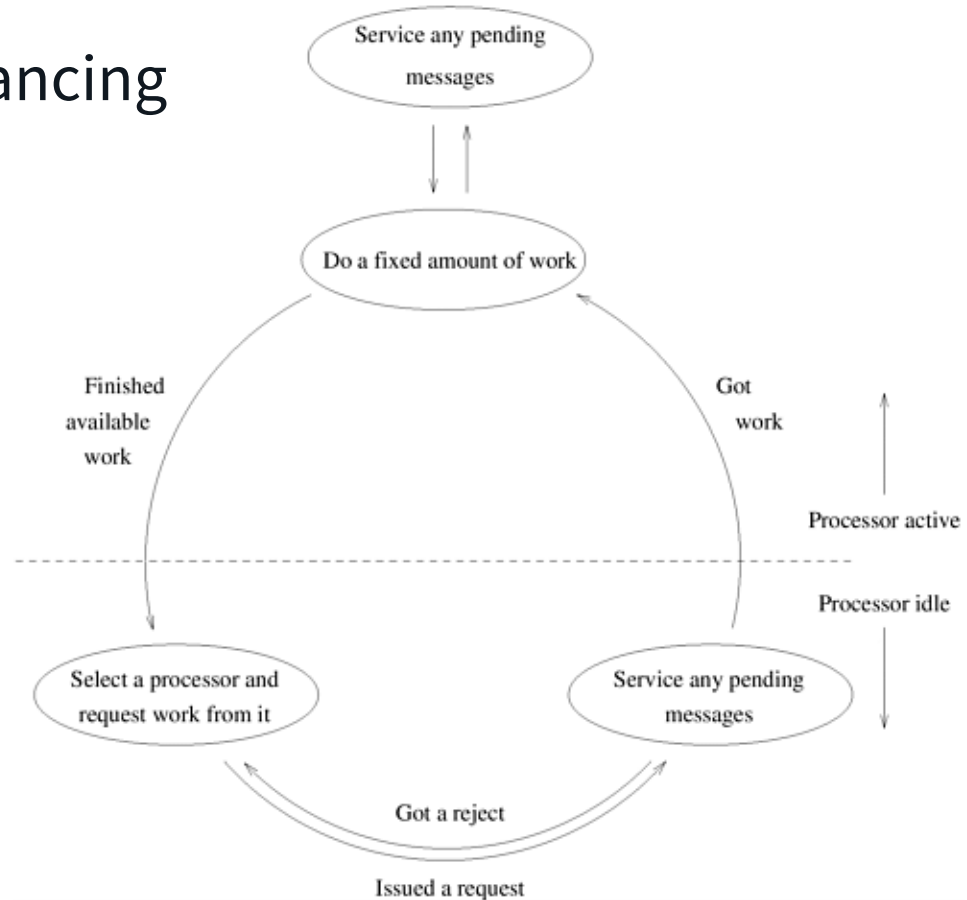 ancing
Service any pending
messages
Do a fixed amount of work
Finished
available
work
Got
work
Processor active
Processor idle
Select a processor and
request work from it
Service any pending
messages
Got a reject
Issued a request